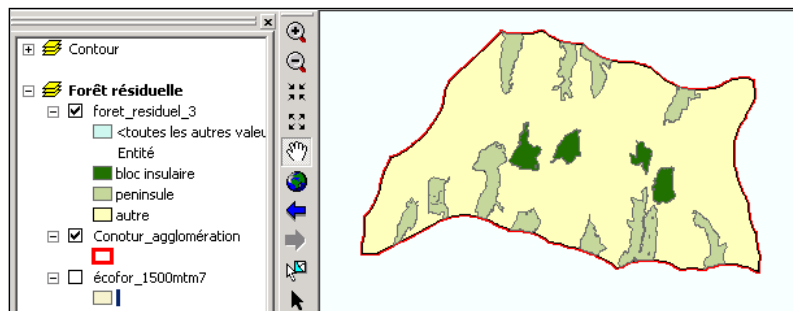 Contour
Forêt résiduelle
foret_residuel_3
<toutes les autres valeu
Entité
bloc insulaire
peninsule
autre
Conotur_agglomération
écofor_1500mtm7